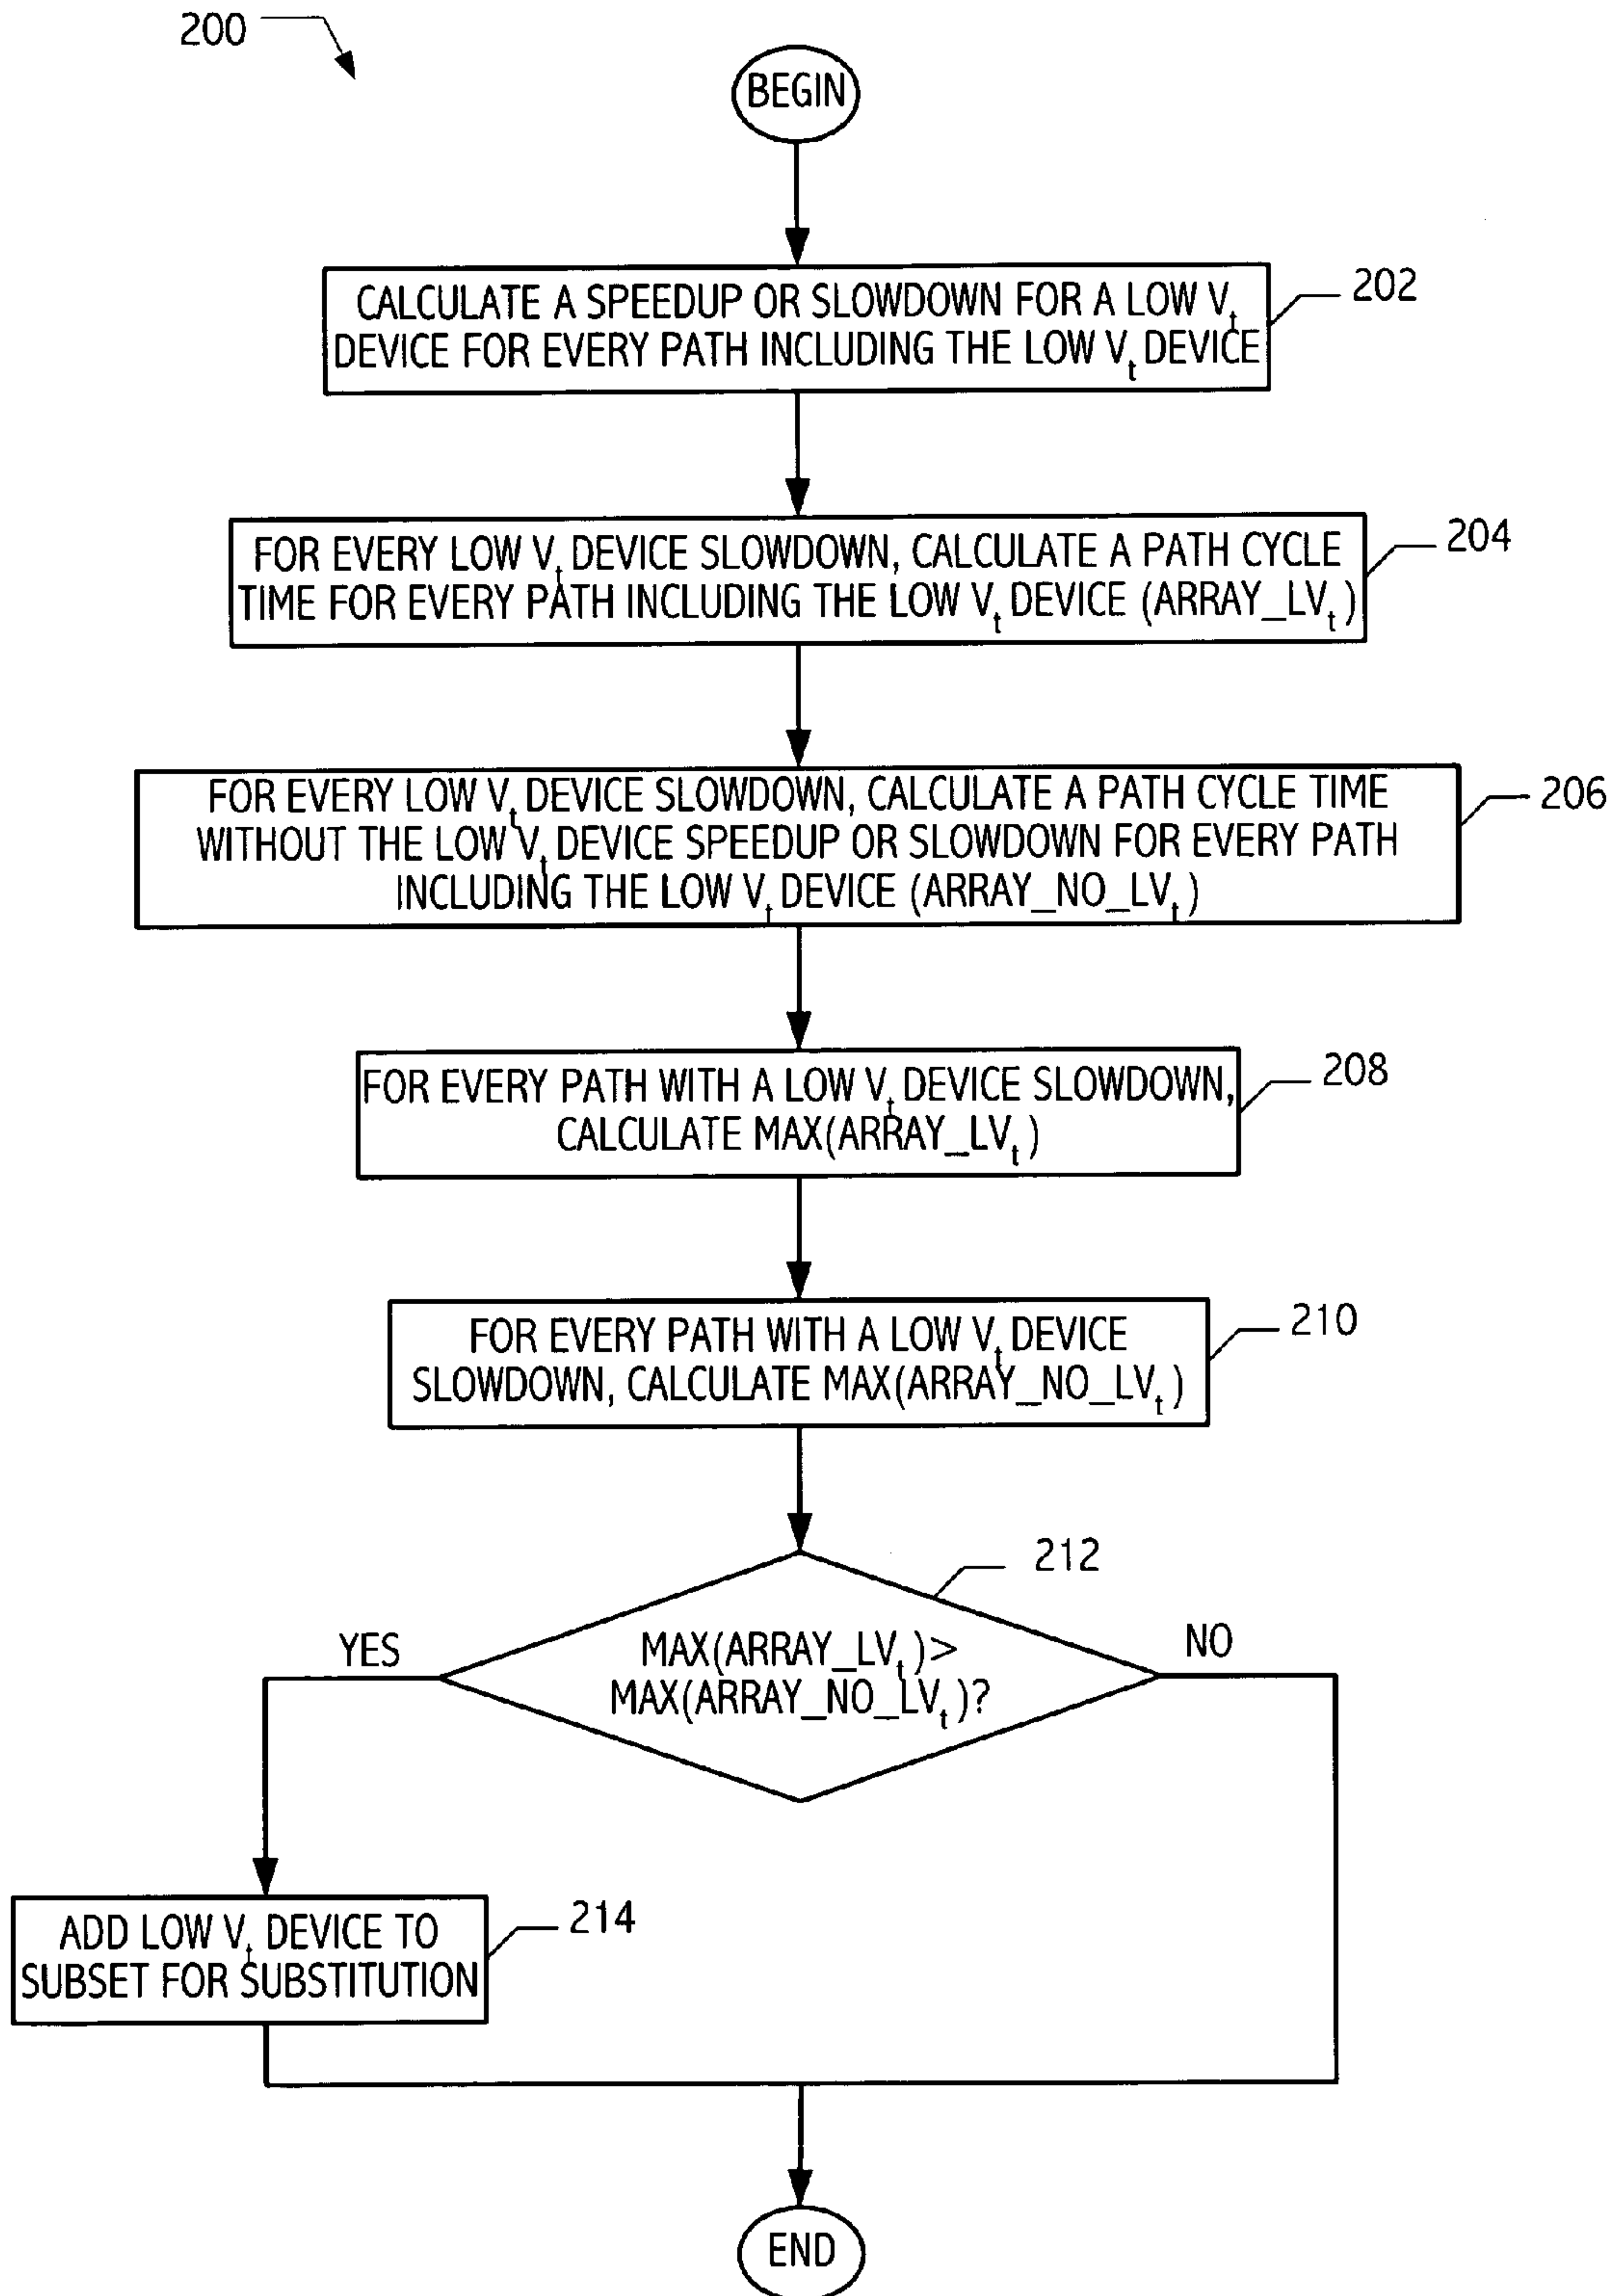 200
BEGIN
CALCULATE A SPEEDUP OR SLOWDOWN FOR A LOW Vt
DEVICE FOR EVERY PATH INCLUDING THE LOW Vt DEVICE
202
FOR EVERY LOW Vt DEVICE SLOWDOWN, CALCULATE A PATH CYCLE
TIME FOR EVERY PATH INCLUDING THE LOW Vt DEVICE (ARRAY_LVt)
204
FOR EVERY LOW Vt DEVICE SLOWDOWN, CALCULATE A PATH CYCLE TIME
WITHOUT THE LOW Vt DEVICE SPEEDUP OR SLOWDOWN FOR EVERY PATH
INCLUDING THE LOW Vt DEVICE (ARRAY_NO_LVt)
206
FOR EVERY PATH WITH A LOW Vt DEVICE SLOWDOWN,
CALCULATE MAX(ARRAY_LVt)
208
FOR EVERY PATH WITH A LOW Vt DEVICE
SLOWDOWN, CALCULATE MAX(ARRAY_NO_LVt)
210
212
YES
MAX(ARRAY_LVt)>
MAX(ARRAY_NO_LVt)?
NO
ADD LOW Vt DEVICE TO
SUBSET FOR SUBSTITUTION
214
END